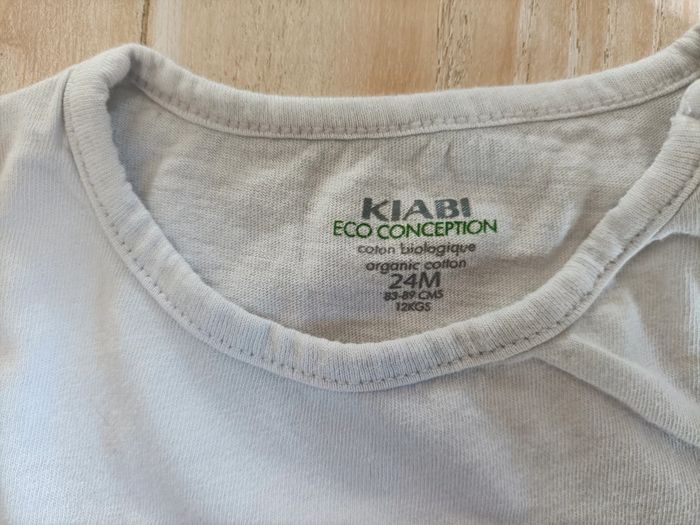 KIABI
ECO CONCEPTION
coton biologique
organic cotton
24M
83-89 CMS
12KGS